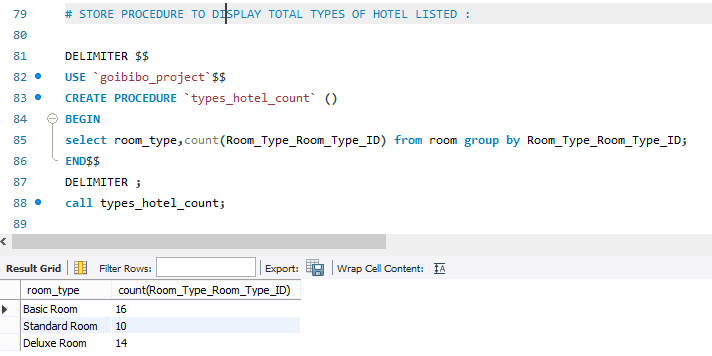 79 # STORE PROCEDURE TO DISPLAY TOTAL TYPES OF HOTEL LISTED :
80
81 DELIMITER $$
82 USE `goibibo_project`$$
83 CREATE PROCEDURE `types_hotel_count` ()
84 BEGIN
85 select room_type,count(Room_Type_Room_Type_ID) from room group by Room_Type_Room_Type_ID;
86 END$$
87 DELIMITER ;
88 call types_hotel_count;
89
Result Grid Filter Rows: Export: Wrap Cell Content: IA
room_type count(Room_Type_Room_Type_ID)
Basic Room 16
Standard Room 10
Deluxe Room 14